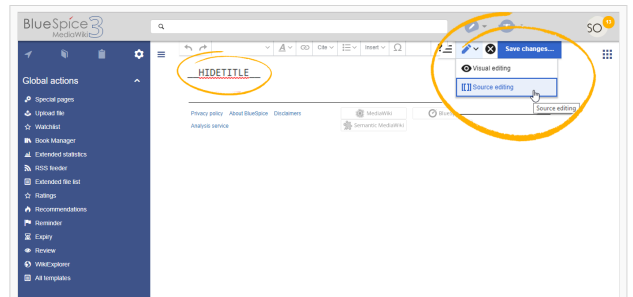 BlueSpice 3
MediaWiki
SO
Cite
Insert
Ω
Save changes...
HIDETITLE
Visual editing
[[]] Source editing
Source editing
Global actions
Special pages
Upload file
Watchlist
Book Manager
Extended statistics
RSS feeder
Extended file list
Ratings
Recommendations
Reminder
Expiry
Review
WikiExplorer
All templates
Privacy policy About BlueSpice Disclaimers
Analysis service
MediaWiki
Semantic MediaWiki